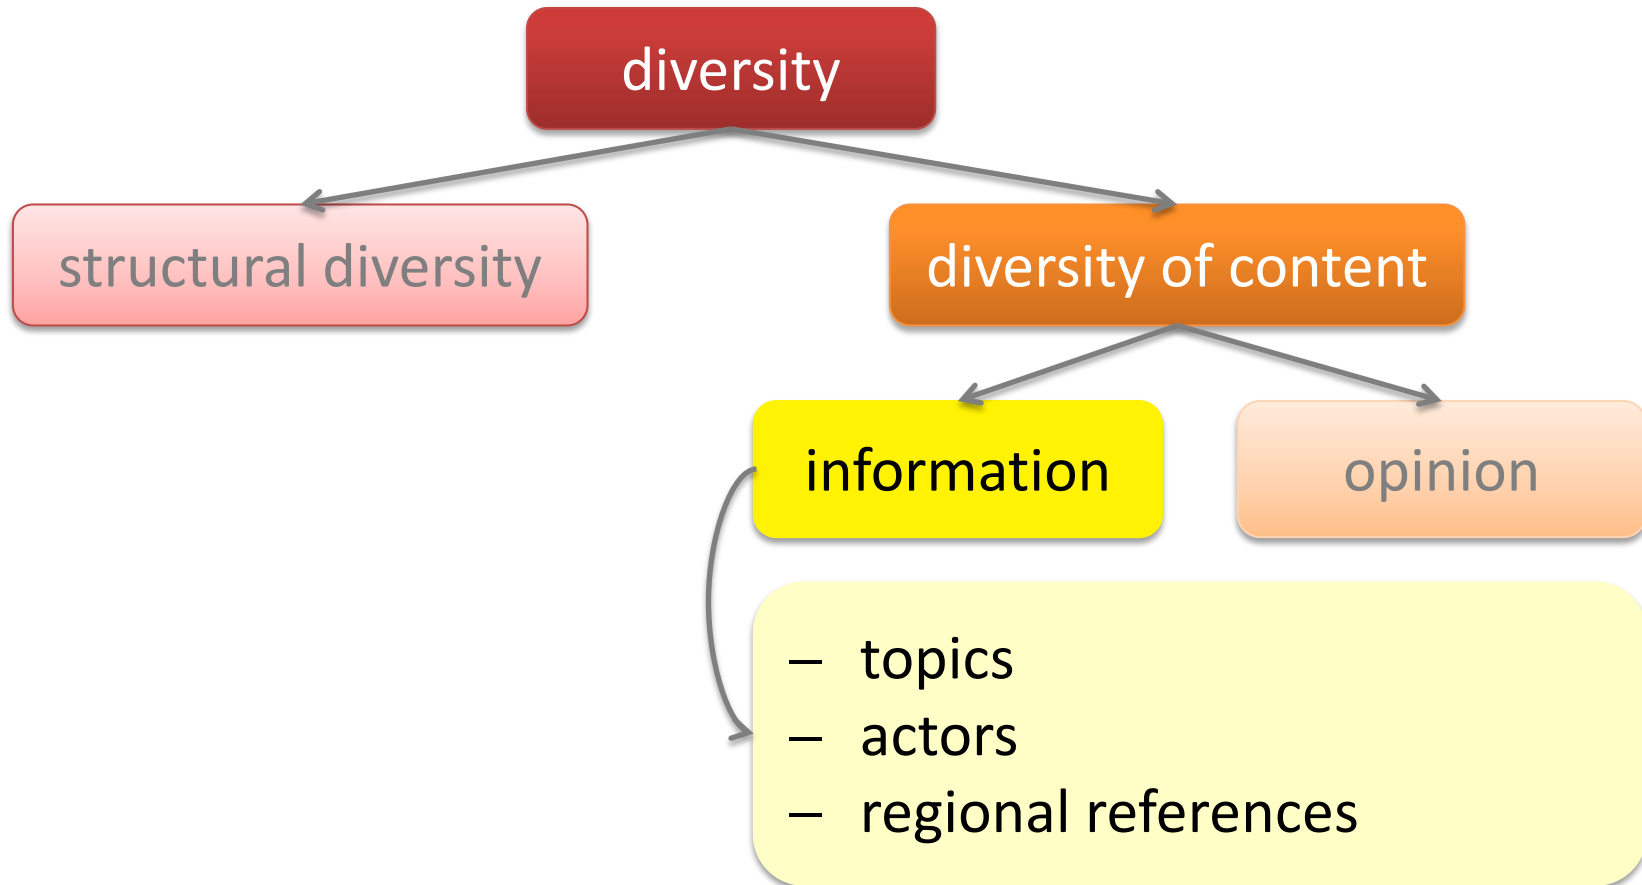 diversity
structural diversity
diversity of content
information
opinion
– topics
– actors
– regional references